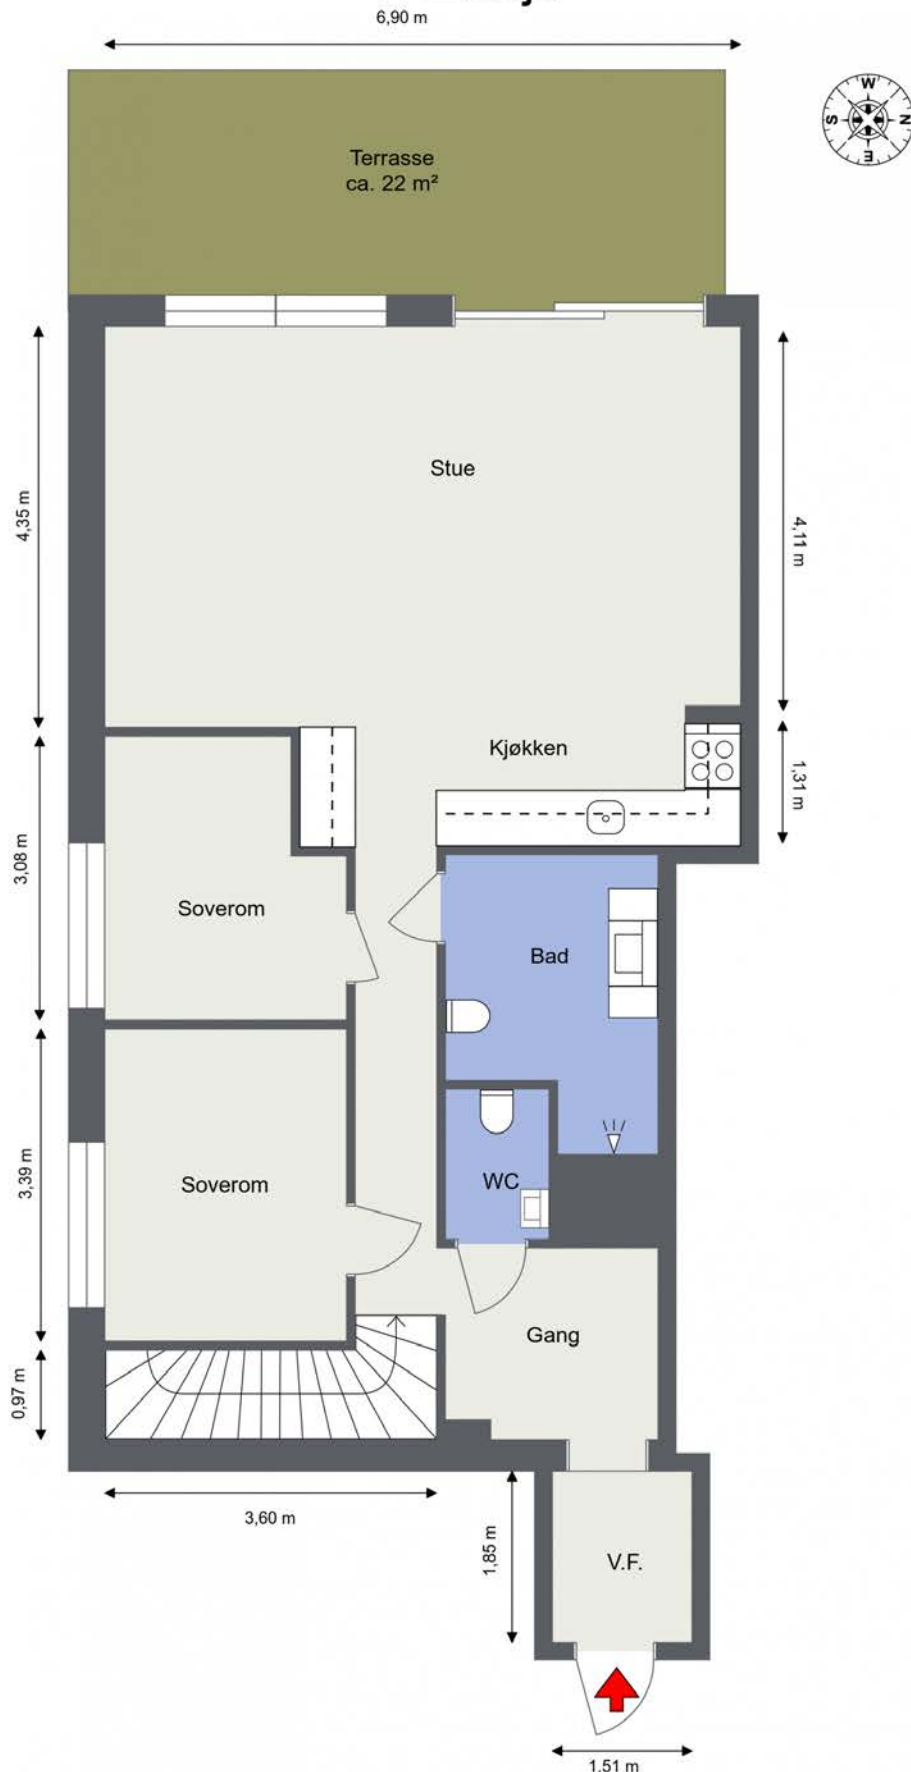 6,90 m
W
S
N
E
Terrasse
ca. 22 m²
4,35 m
4,11 m
Stue
Kjøkken
1,31 m
3,08 m
Soverom
Bad
3,39 m
Soverom
WC
Gang
0,97 m
3,60 m
1,85 m
V.F.
1,51 m